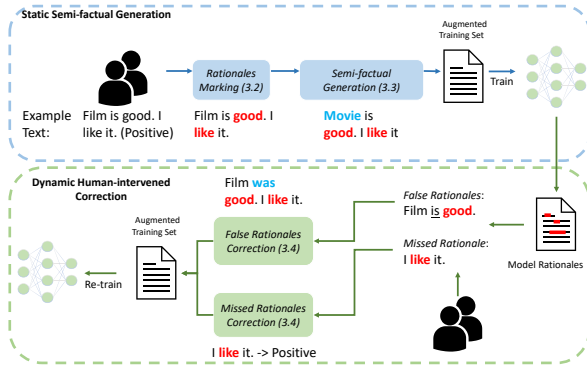 Static Semi-factual Generation
Augmented
Training Set
Rationales
Marking (3.2)
Semi-factual
Generation (3.3)
Train
Example
Text:
Film is good. I
like it. (Positive)
Film is good. I
like it.
Movie is
good. I like it
Dynamic Human-intervened
Correction
Film was
good. I like it.
False Rationales:
Film is good.
Augmented
Training Set
False Rationales
Correction (3.4)
Missed Rationale:
I like it.
Model Rationales
Re-train
Missed Rationales
Correction (3.4)
I like it. -> Positive